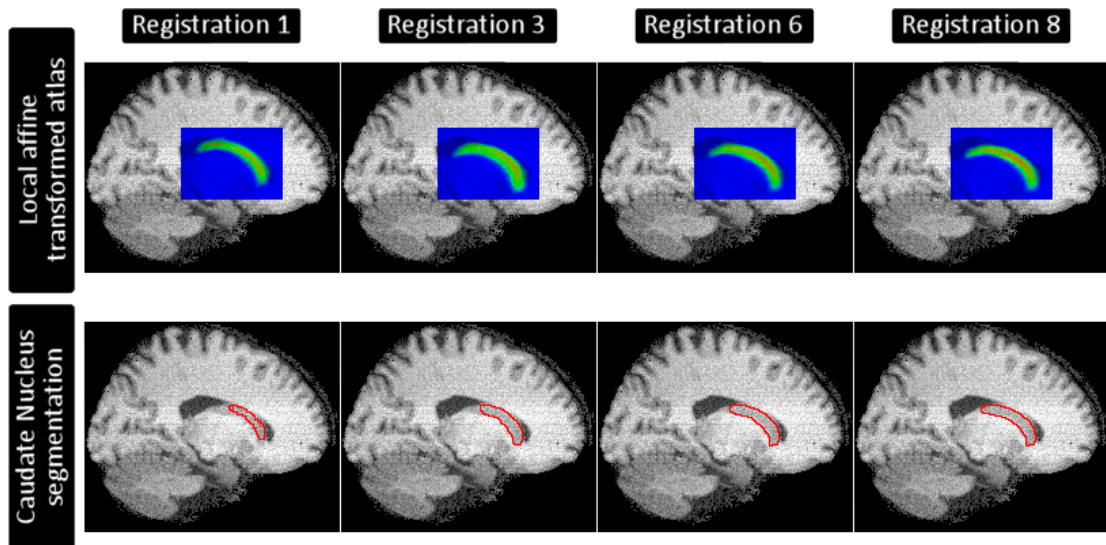 Registration 1
Registration 3
Registration 6
Registration 8
Local affine
transformed atlas
Caudate Nucleus
segmentation